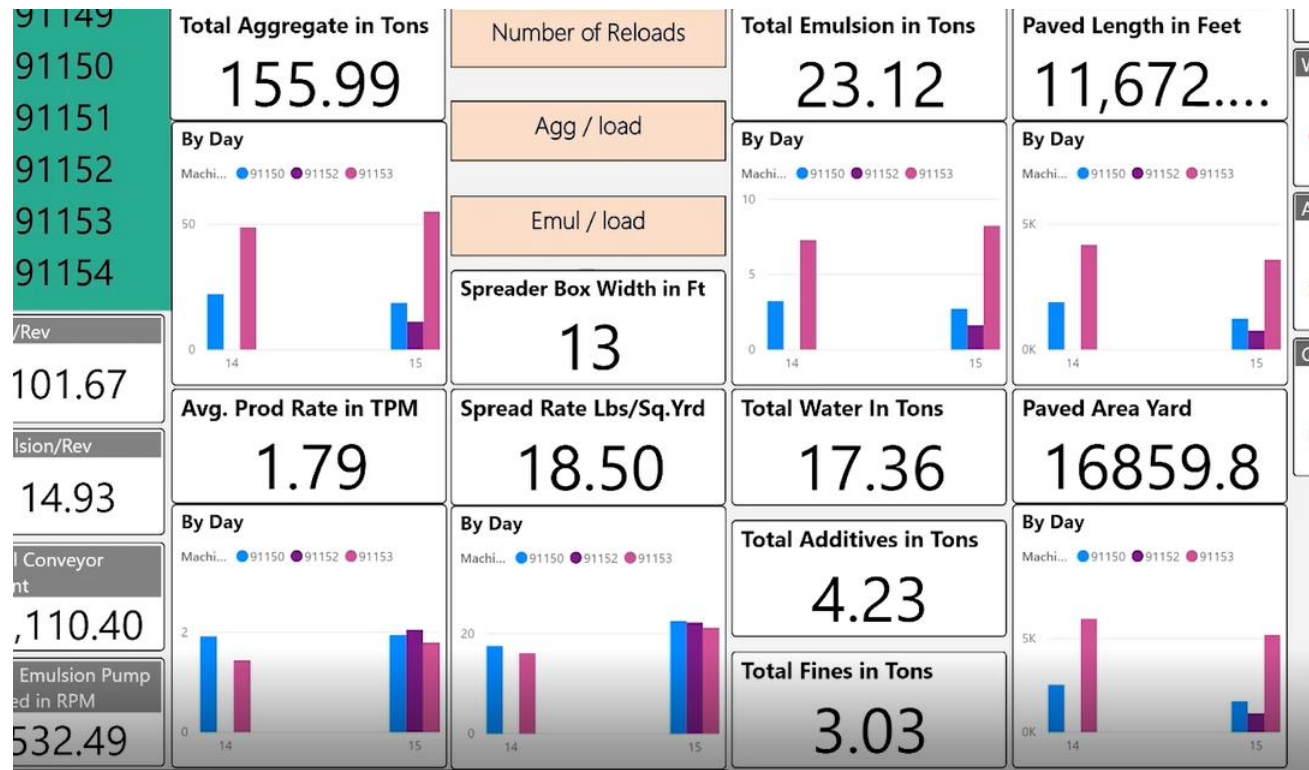 91149
91150
91151
91152
91153
91154
/Rev
101.67
lsion/Rev
14.93
l Conveyor
nt
,110.40
Emulsion Pump
ed in RPM
532.49
Total Aggregate in Tons
155.99
By Day
Machi... 91150 91152 91153
50
0
14 15
Avg. Prod Rate in TPM
1.79
By Day
Machi... 91150 91152 91153
2
0
14 15
Number of Reloads
Agg / load
Emul / load
Spreader Box Width in Ft
13
Spread Rate Lbs/Sq.Yrd
18.50
By Day
Machi... 91150 91152 91153
20
0
14 15
Total Emulsion in Tons
23.12
By Day
Machi... 91150 91152 91153
10
5
0
14 15
Total Water In Tons
17.36
Total Additives in Tons
4.23
Total Fines in Tons
3.03
Paved Length in Feet
11,672....
By Day
Machi... 91150 91152 91153
5K
0K
14 15
Paved Area Yard
16859.8
By Day
Machi... 91150 91152 91153
5K
0K
14 15